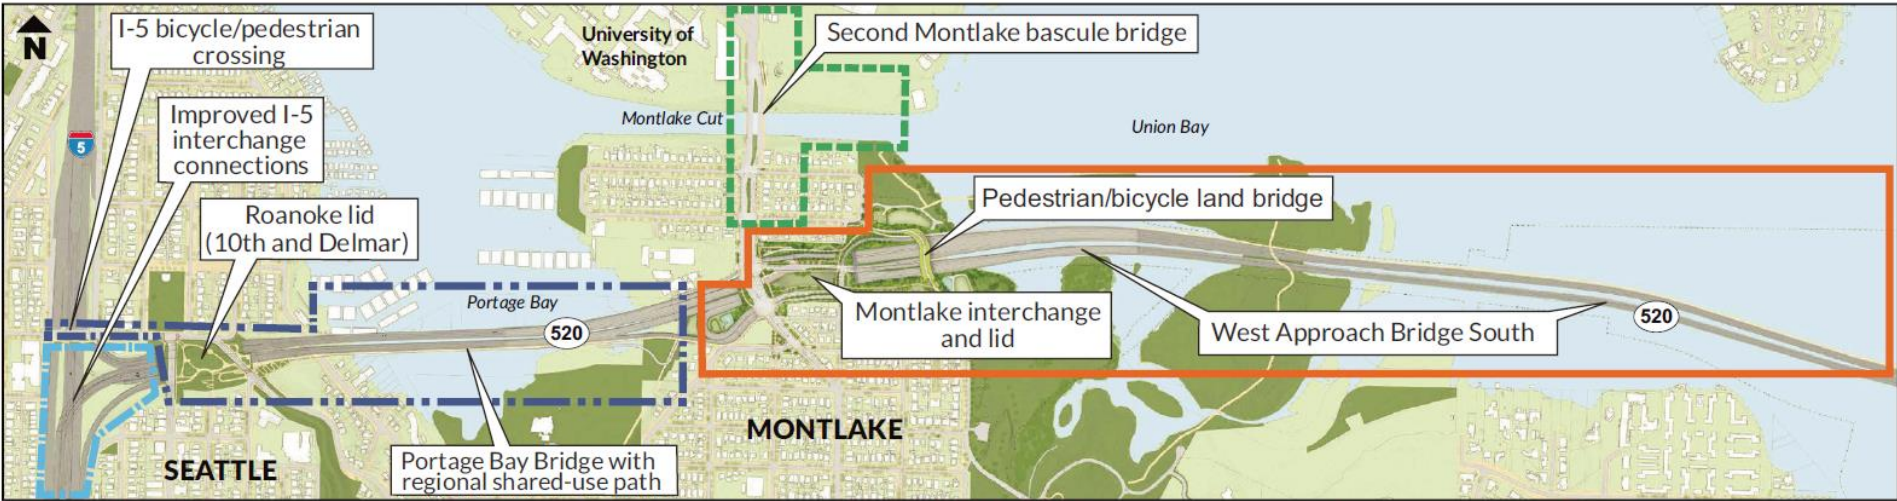 N
I-5 bicycle/pedestrian
crossing
Improved I-5
interchange
connections
5
Roanoke lid
(10th and Delmar)
University of
Washington
Second Montlake bascule bridge
Montlake Cut
Union Bay
Pedestrian/bicycle land bridge
Portage Bay
520
Montlake interchange
and lid
West Approach Bridge South
520
MONTLAKE
SEATTLE
Portage Bay Bridge with
regional shared-use path